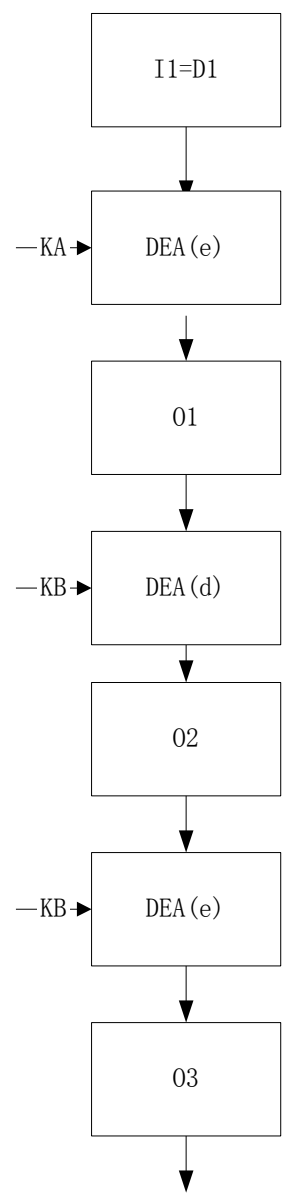 I1=D1
KA
DEA(e)
O1
KB
DEA(d)
O2
KB
DEA(e)
O3